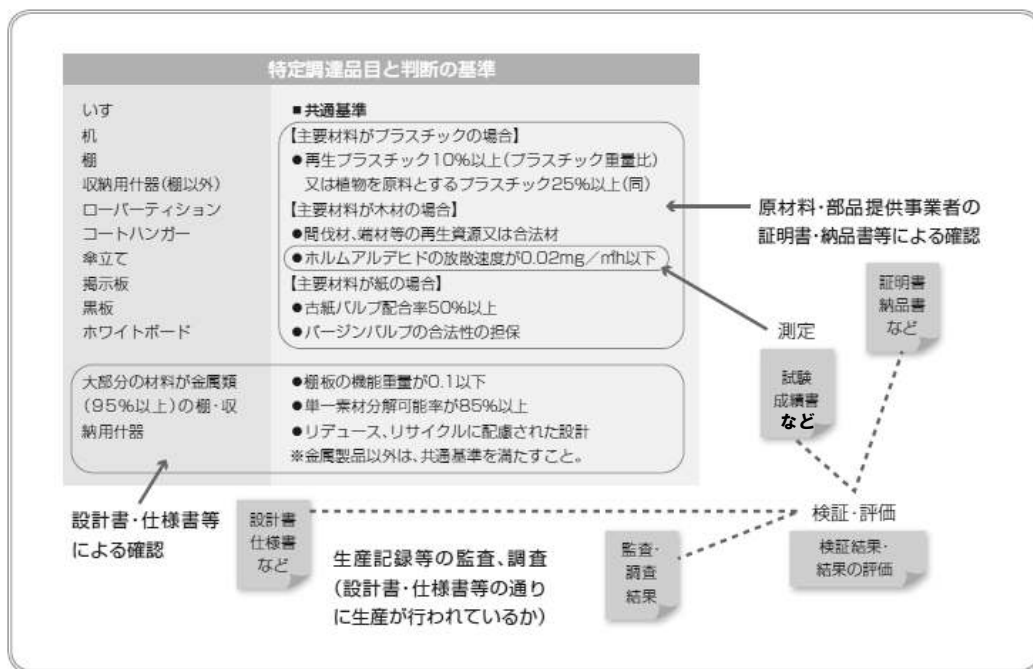 特定調達品目と判断の基準
いす
机
棚
収納用什器(棚以外)
ローパーティション
コートハンガー
傘立て
掲示板
黒板
ホワイトボード
■共通基準
【主要材料がプラスチックの場合】
●再生プラスチック10%以上(プラスチック重量比)
又は植物を原料とするプラスチック25%以上(同)
【主要材料が木材の場合】
●間伐材、端材等の再生資源又は合法材
●ホルムアルデヒドの放散速度が0.02mg/㎡h以下
【主要材料が紙の場合】
●古紙パルプ配合率50%以上
●バージンパルプの合法性の担保
大部分の材料が金属類
(95%以上)の棚・収
納用什器
●棚板の機能重量が0.1以下
●単一素材分解可能率が85%以上
●リデュース、リサイクルに配慮された設計
※金属製品以外は、共通基準を満たすこと。
原材料・部品提供事業者の
証明書・納品書等による確認
証明書
納品書
など
測定
試験
成績書
など
設計書・仕様書等
による確認
設計書
仕様書
など
生産記録等の監査、調査
(設計書・仕様書等の通り
に生産が行われているか)
監査・
調査
結果
検証・評価
検証結果・
結果の評価